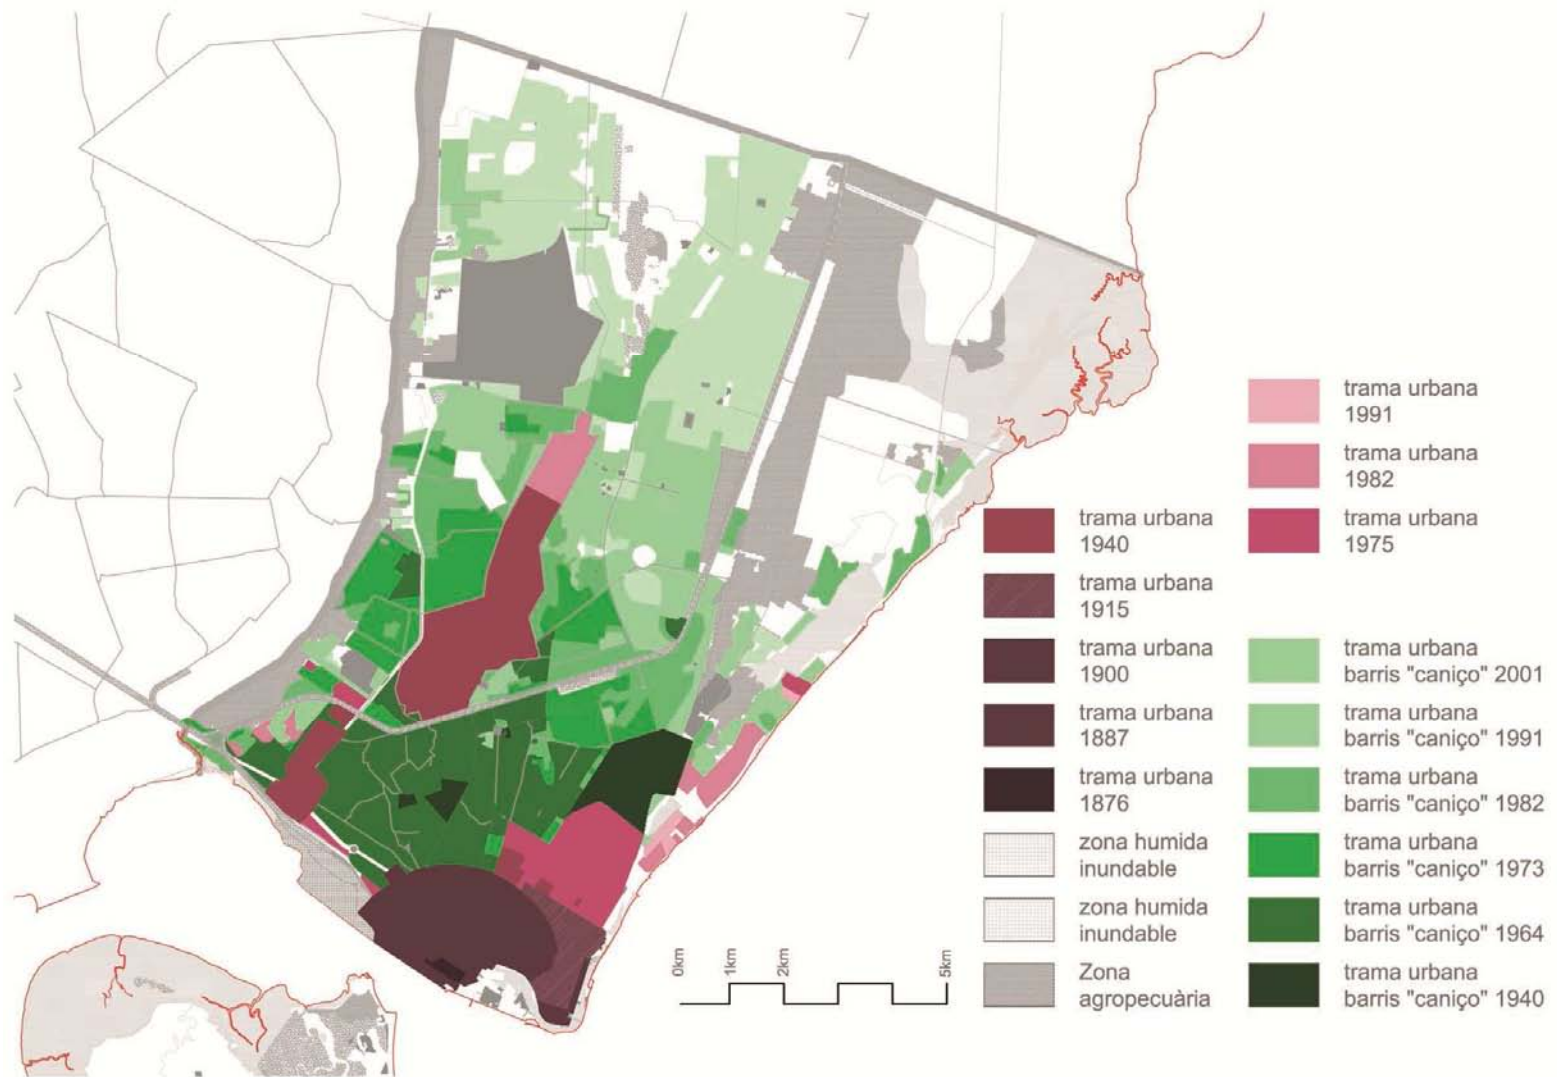 trama urbana
1991
trama urbana
1982
trama urbana
1940
trama urbana
1975
trama urbana
1915
trama urbana
1900
trama urbana
barris "caniço" 2001
trama urbana
1887
trama urbana
barris "caniço" 1991
trama urbana
1876
trama urbana
barris "caniço" 1982
zona humida
inundable
trama urbana
barris "caniço" 1973
zona humida
inundable
trama urbana
barris "caniço" 1964
Zona
agropecuària
trama urbana
barris "caniço" 1940
0km
1km
2km
5km